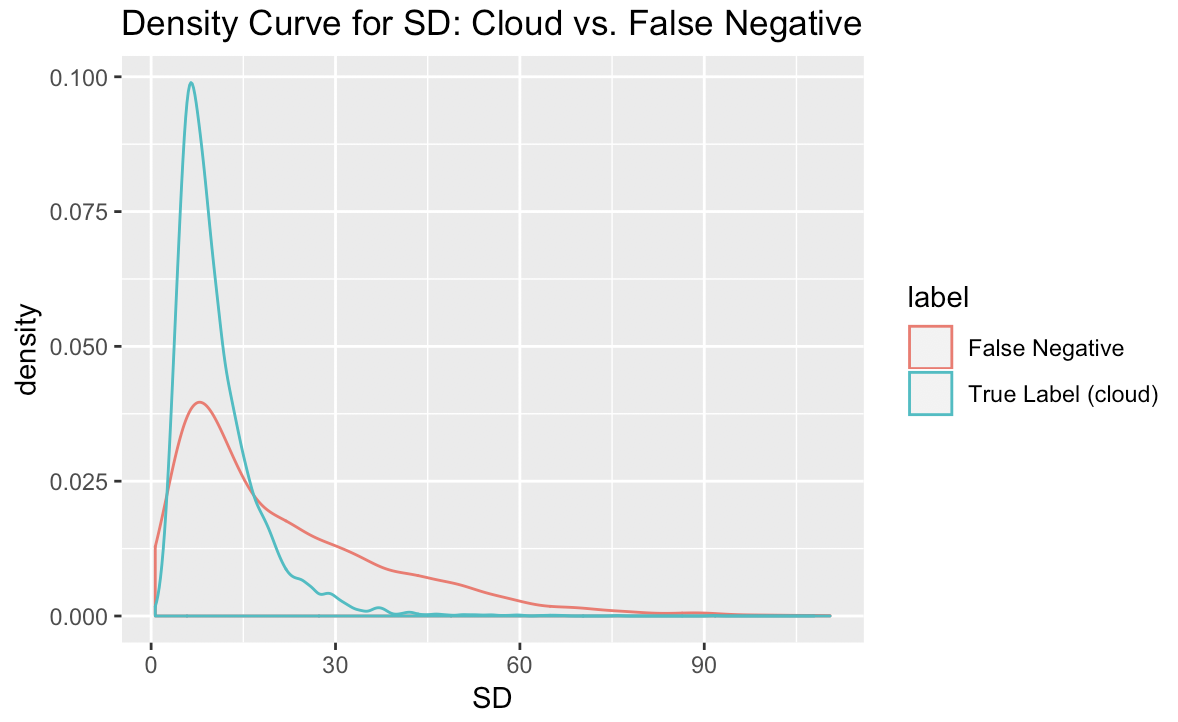 Density Curve for SD: Cloud vs. False Negative
0.100
0.075
0.050
0.025
0.000
density
0
30
60
90
SD
label
False Negative
True Label (cloud)